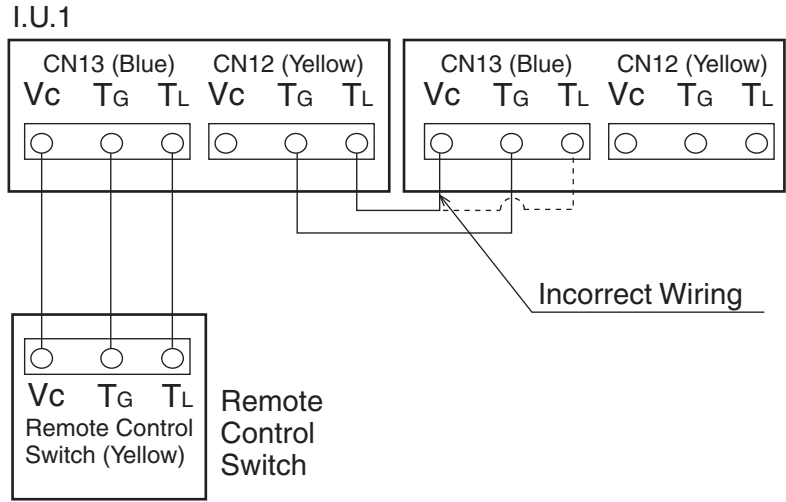 I.U.1
CN13 (Blue) CN12 (Yellow) CN13 (Blue) CN12 (Yellow)
Vc TG TL Vc TG TL Vc TG TL Vc TG TL
Incorrect Wiring
Vc TG TL
Remote Control
Switch (Yellow)
Remote
Control
Switch